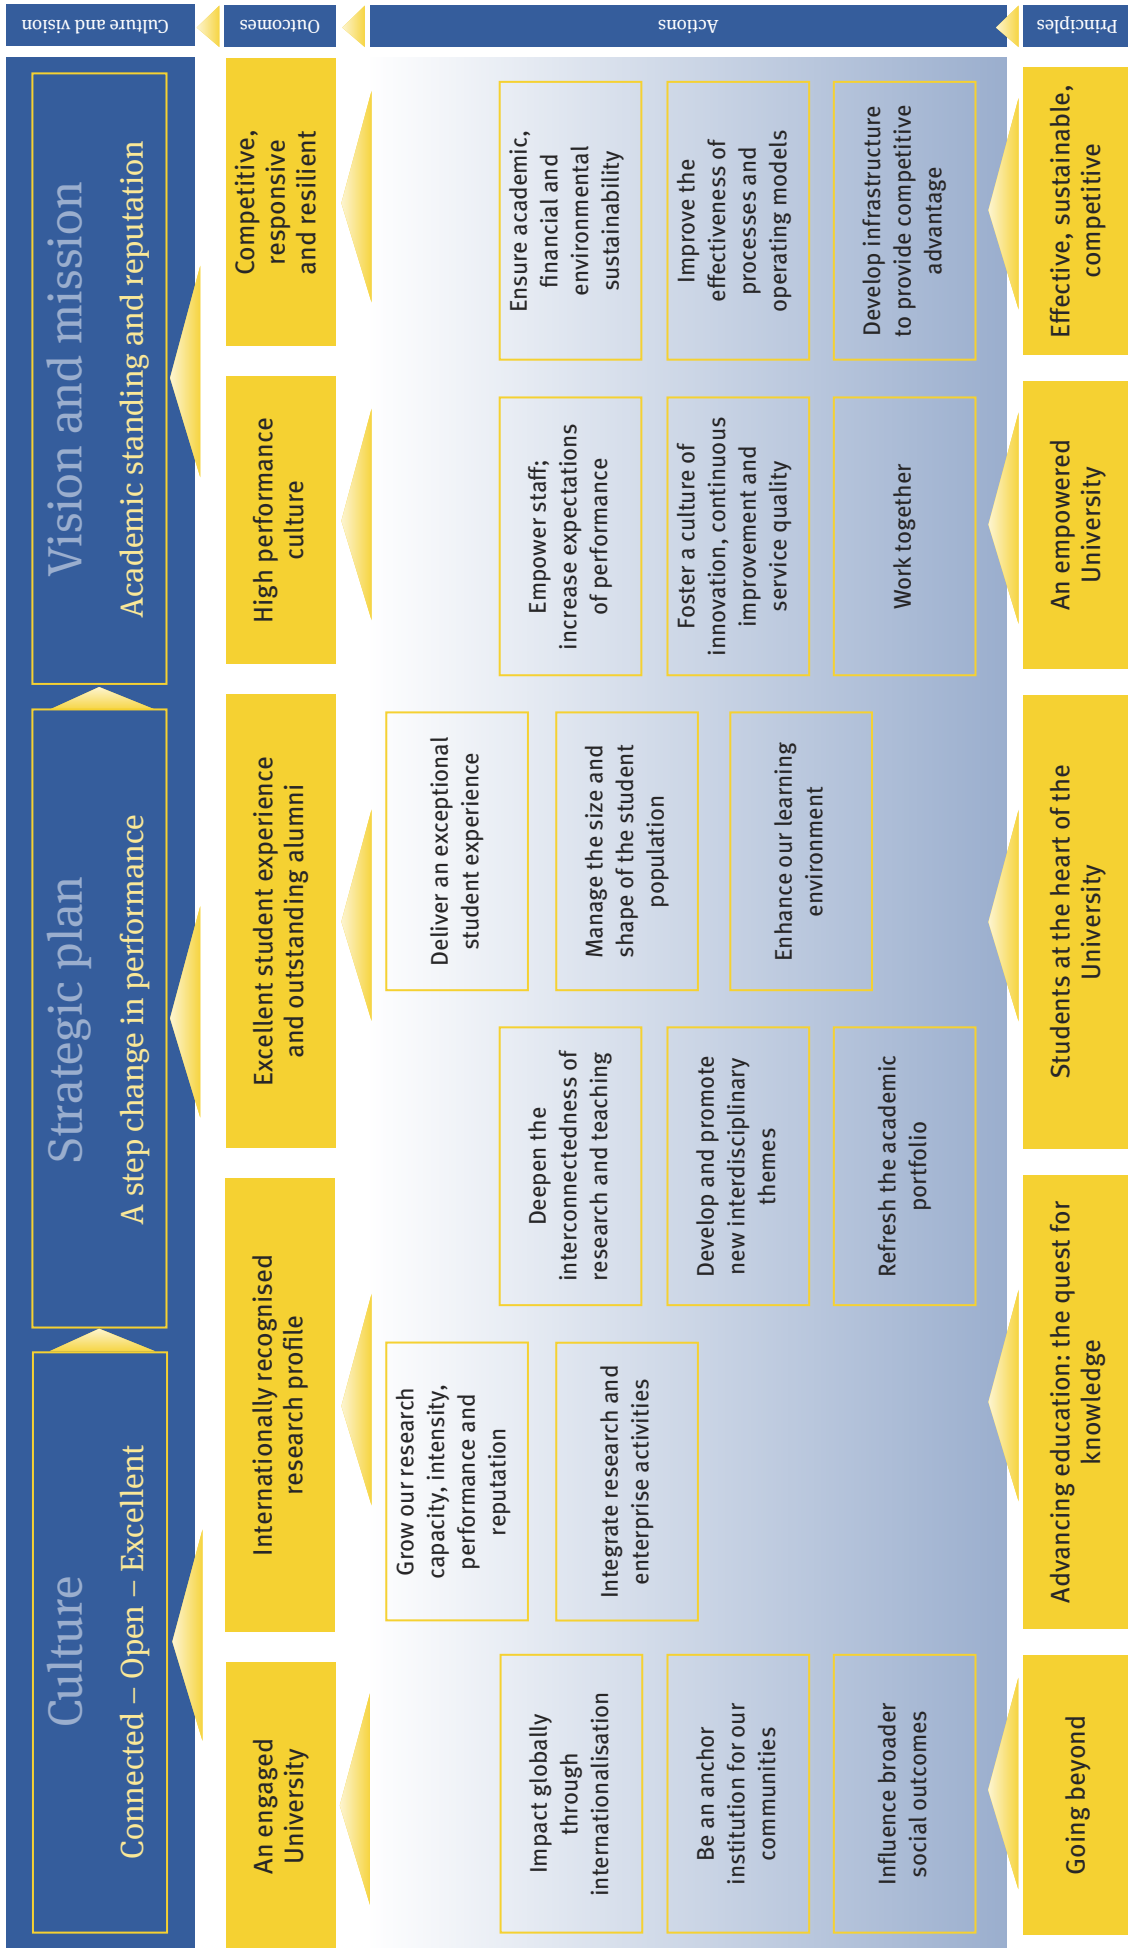 Culture
Connected – Open – Excellent
Strategic plan
A step change in performance
Vision and mission
Academic standing and reputation
Culture and vision
An engaged
University
Internationally recognised
research profile
Excellent student experience
and outstanding alumni
High performance
culture
Competitive,
responsive
and resilient
Outcomes
Impact globally
through
internationalisation
Be an anchor
institution for our
communities
Influence broader
social outcomes
Grow our research
capacity, intensity,
performance and
reputation
Integrate research and
enterprise activities
Deepen the
interconnectedness of
research and teaching
Develop and promote
new interdisciplinary
themes
Refresh the academic
portfolio
Deliver an exceptional
student experience
Manage the size and
shape of the student
population
Enhance our learning
environment
Empower staff;
increase expectations
of performance
Foster a culture of
innovation, continuous
improvement and
service quality
Work together
Ensure academic,
financial and
environmental
sustainability
Improve the
effectiveness of
processes and
operating models
Develop infrastructure
to provide competitive
advantage
Actions
Going beyond
Advancing education: the quest for
knowledge
Students at the heart of the
University
An empowered
University
Effective, sustainable,
competitive
Principles